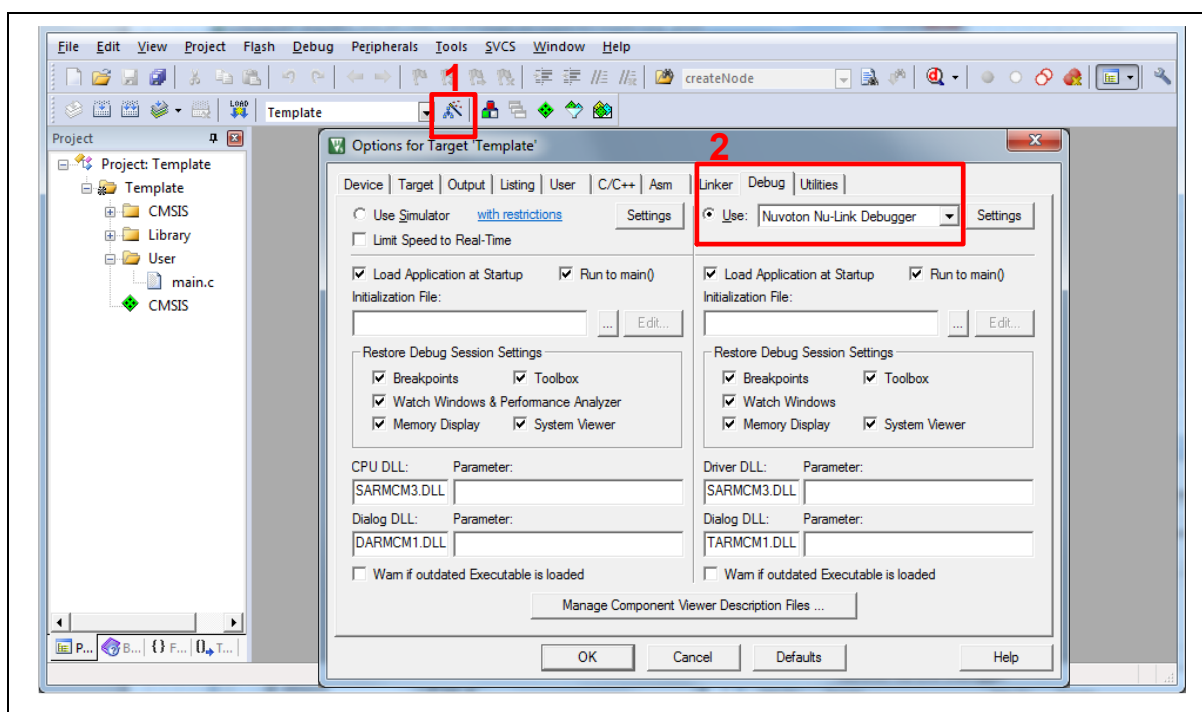 File Edit View Project Flash Debug Peripherals Tools SVCS Window Help
createNode
1
LOAD
Template
Project
Project: Template
Template
CMSIS
Library
User
main.c
CMSIS
P... B... {} F... 0 T...
Options for Target 'Template'
2
Device Target Output Listing User C/C++ Asm Linker Debug Utilities
Use Simulator with restrictions Settings
Use: Nuvoton Nu-Link Debugger Settings
Limit Speed to Real-Time
Load Application at Startup Run to main()
Load Application at Startup Run to main()
Initialization File:
Initialization File:
... Edit...
... Edit...
Restore Debug Session Settings
Restore Debug Session Settings
Breakpoints Toolbox
Breakpoints Toolbox
Watch Windows & Performance Analyzer
Watch Windows
Memory Display System Viewer
Memory Display System Viewer
CPU DLL: Parameter:
Driver DLL: Parameter:
SARMCM3.DLL
SARMCM3.DLL
Dialog DLL: Parameter:
Dialog DLL: Parameter:
DARMCM1.DLL
TARMCM1.DLL
Warn if outdated Executable is loaded
Warn if outdated Executable is loaded
Manage Component Viewer Description Files ...
OK Cancel Defaults Help